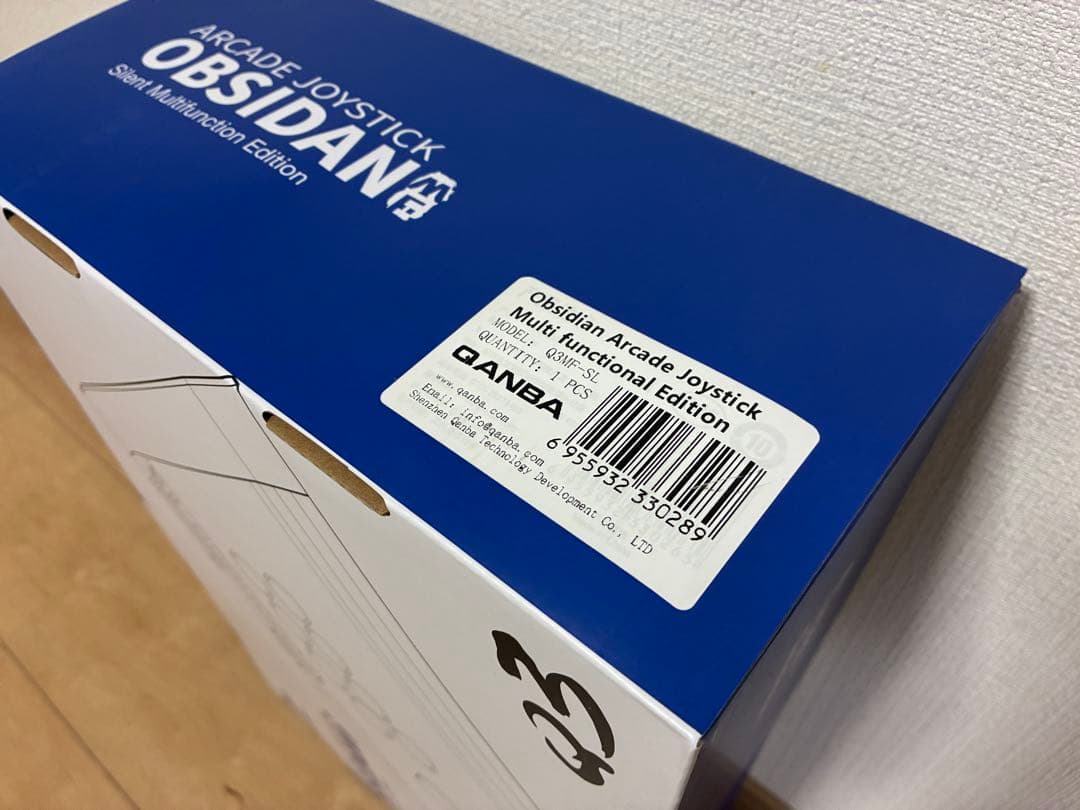 ARCADE JOYSTICK
OBSIDAN
Silent Multifunction Edition
Obsidian Arcade Joystick
Multi functional Edition
MODEL: Q3MF-SL
QUANTITY: 1 PCS
QANBA
www.qanba.com
Email: info@qanba.com
Shenzhen Qanba Technology Development Co., LTD
6 955932 330289